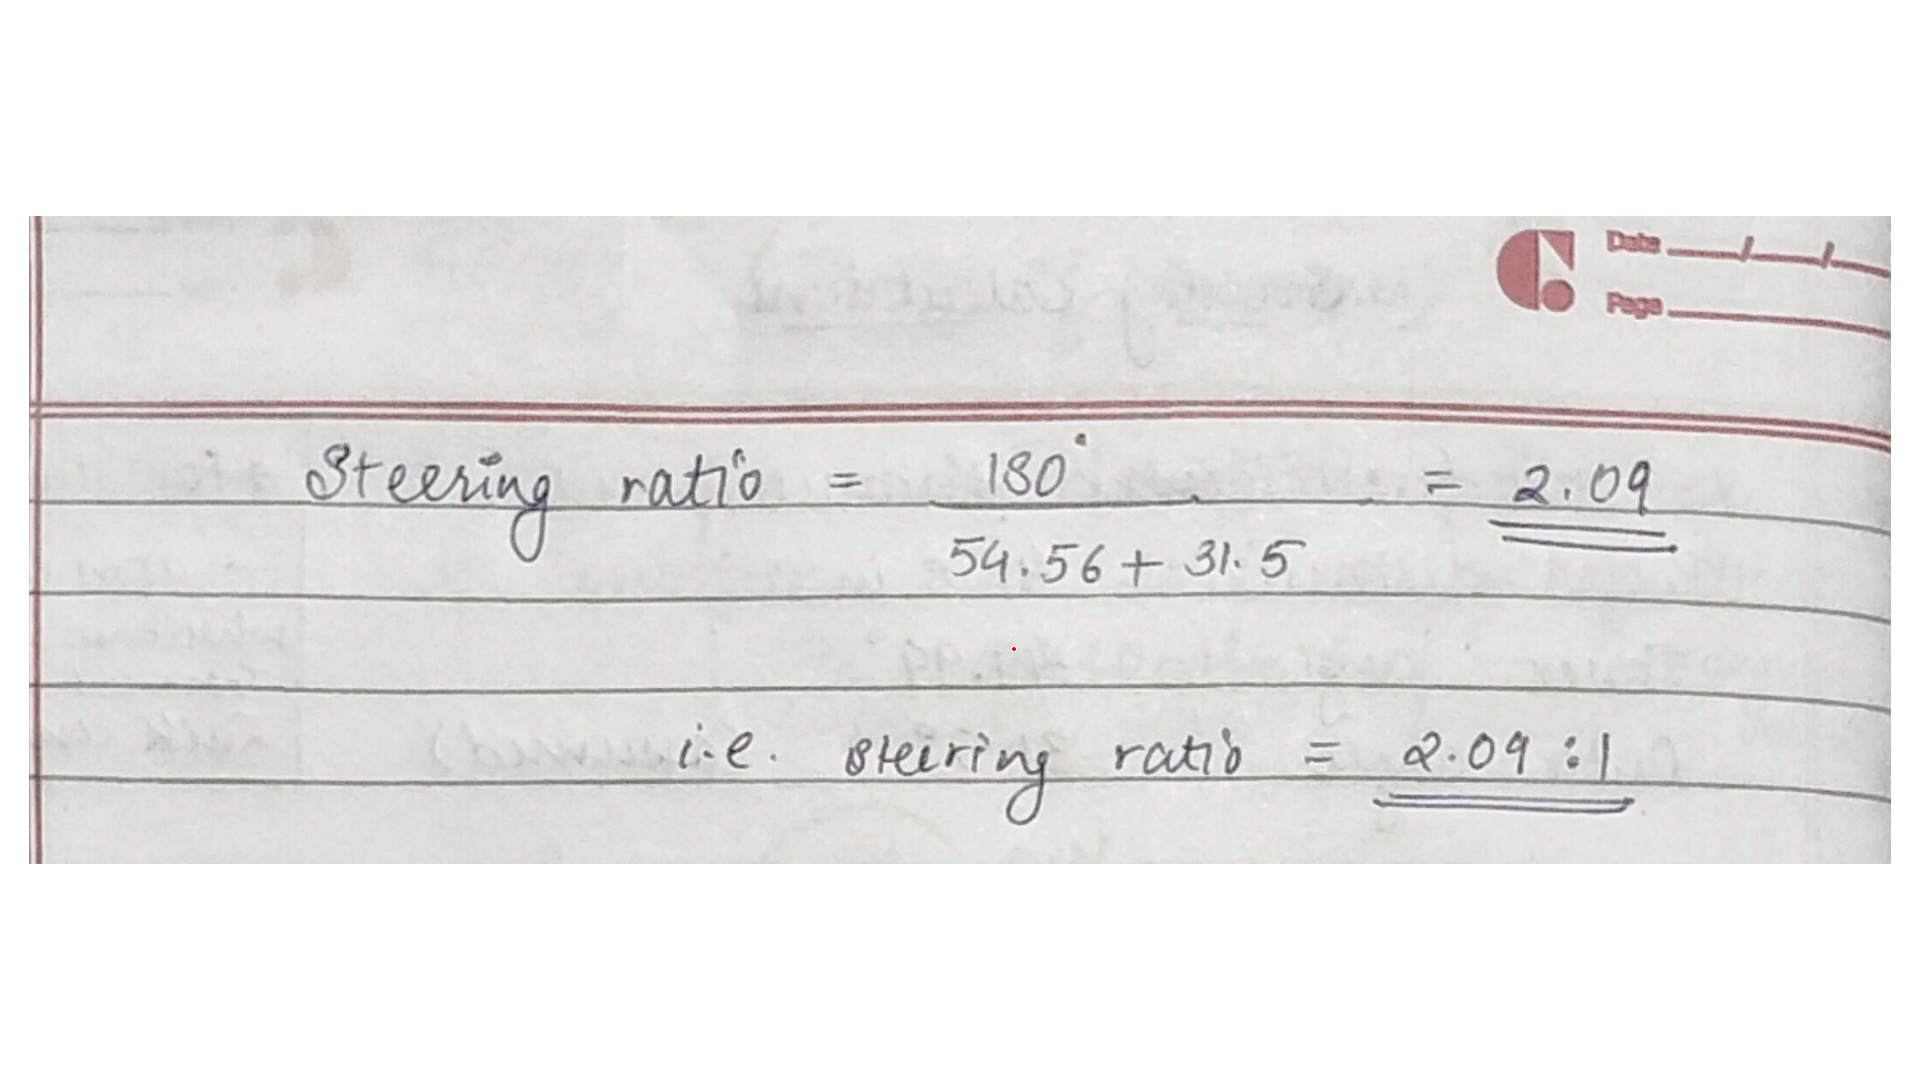 Date / /
Page
Steering ratio = 180° = 2.09
54.56 + 31.5
i.e. steering ratio = 2.09 : 1